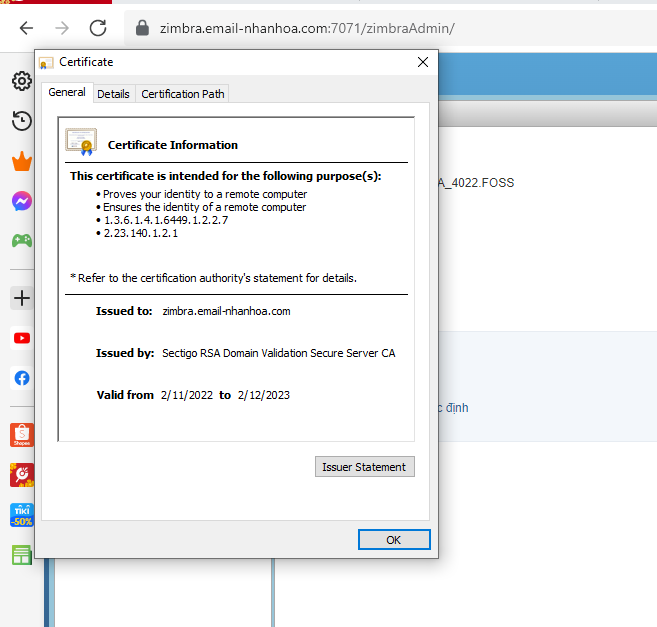 zimbra.email-nhanhoa.com:7071/zimbraAdmin/
Certificate
General Details Certification Path
Certificate Information
This certificate is intended for the following purpose(s):
• Proves your identity to a remote computer
• Ensures the identity of a remote computer
• 1.3.6.1.4.1.6449.1.2.2.7
• 2.23.140.1.2.1
A_4022.FOSS
* Refer to the certification authority's statement for details.
Issued to: zimbra.email-nhanhoa.com
Issued by: Sectigo RSA Domain Validation Secure Server CA
Valid from 2/11/2022 to 2/12/2023
c định
Shopee
Issuer Statement
TIKI
-50%
OK